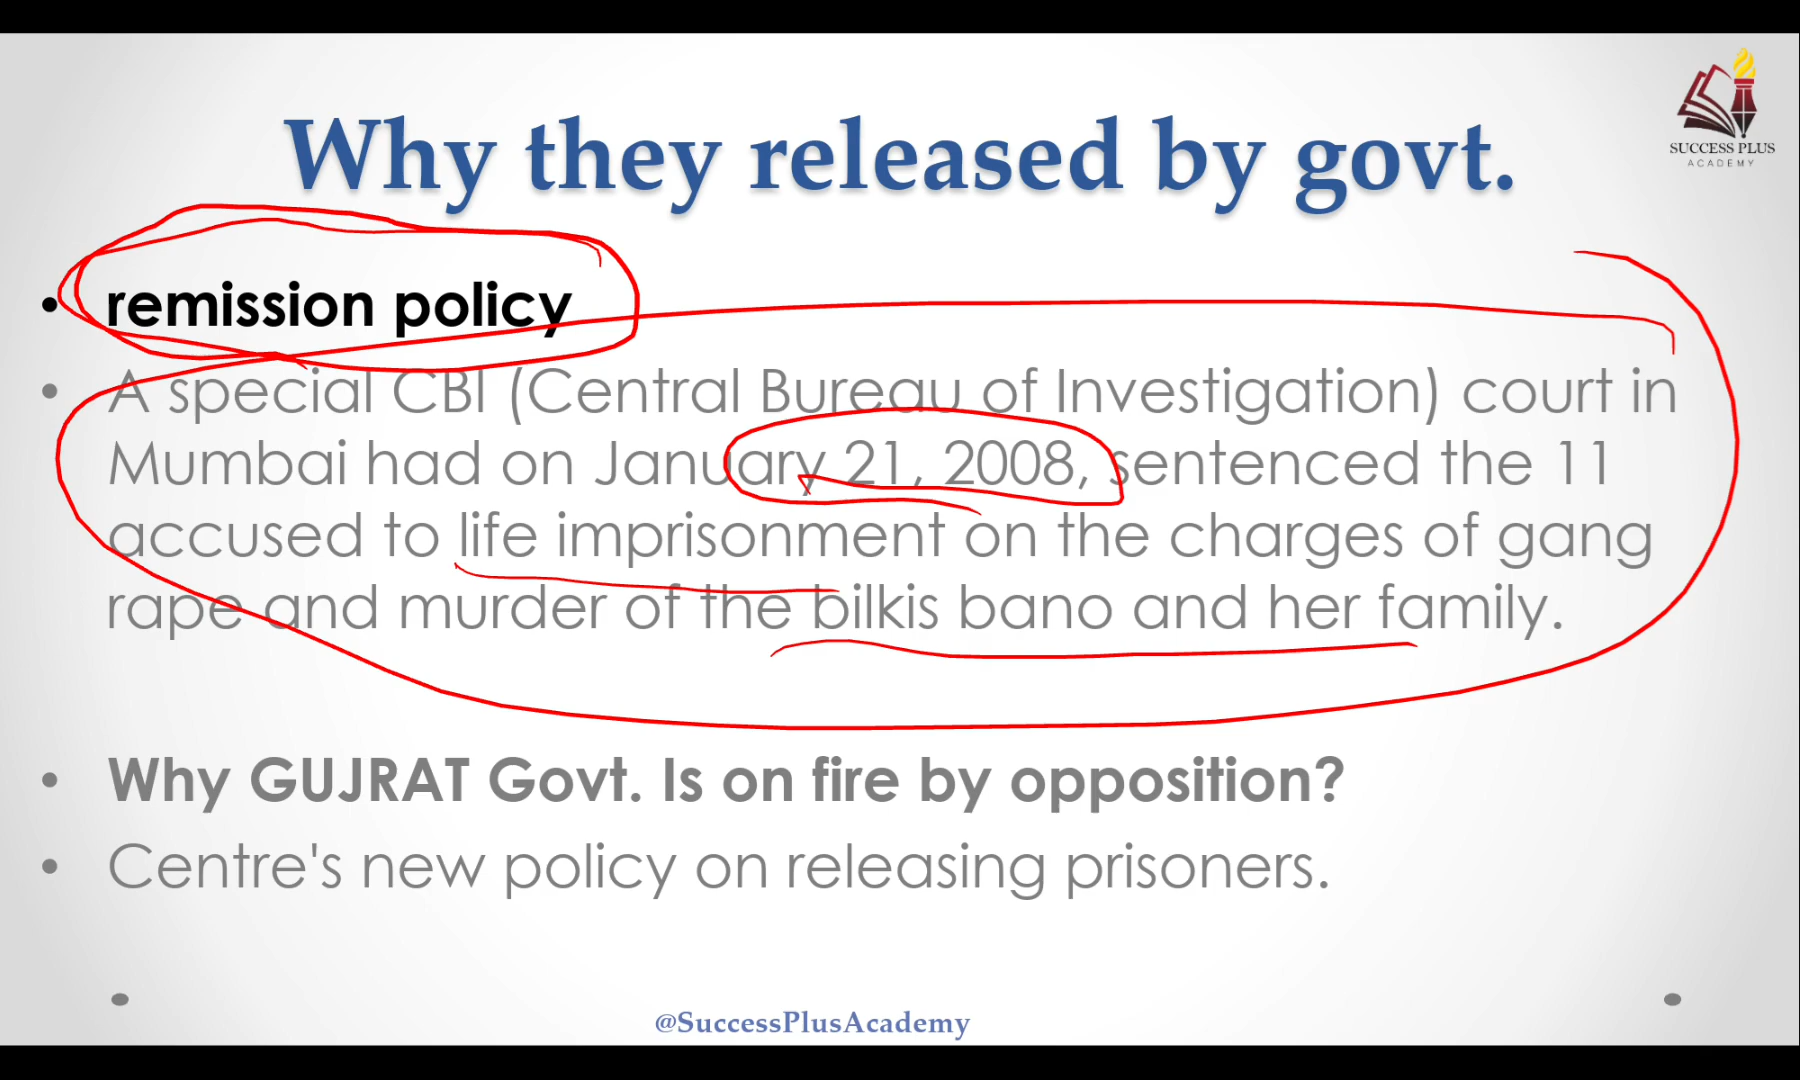 SUCCESS PLUS
ACADEMY
Why they released by govt.
• remission policy
• A special CBI (Central Bureau of Investigation) court in
Mumbai had on January 21, 2008, sentenced the 11
accused to life imprisonment on the charges of gang
rape and murder of the bilkis bano and her family.
• Why GUJRAT Govt. Is on fire by opposition?
• Centre's new policy on releasing prisoners.
@SuccessPlusAcademy